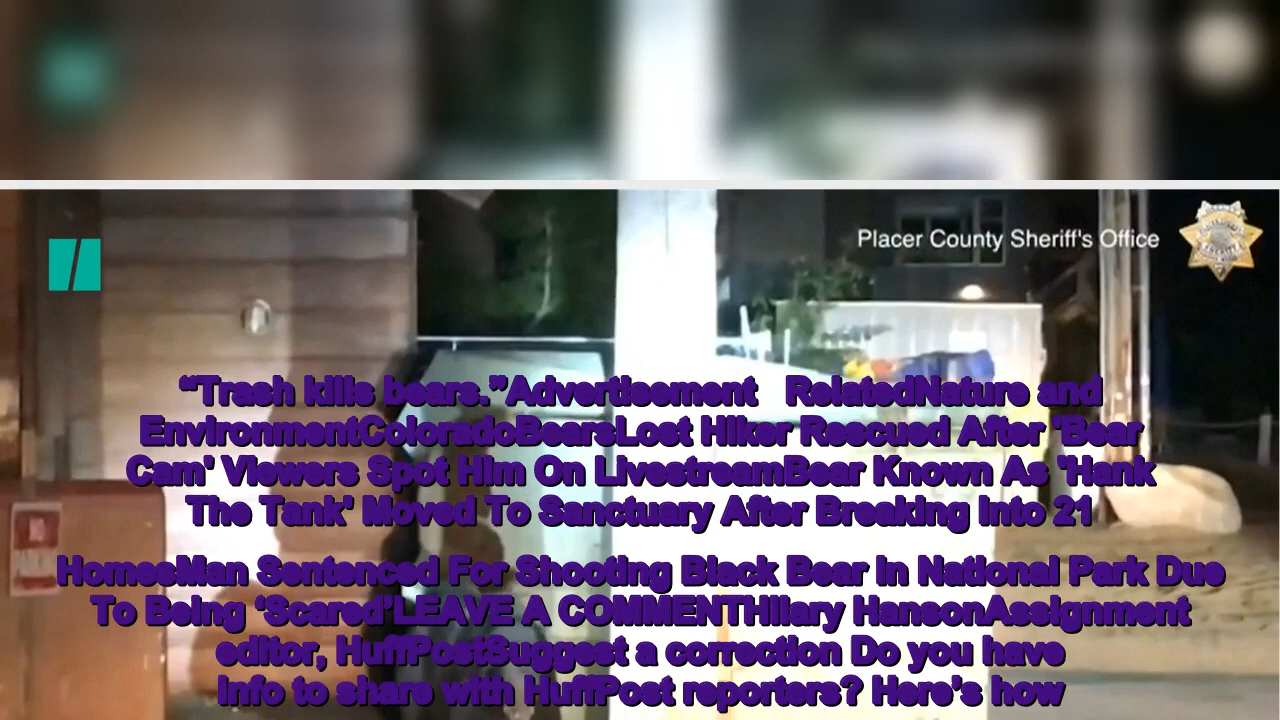 Placer County Sheriff's Office
“Trash kills bears.”Advertisement RelatedNature and
EnvironmentColoradoBearsLost Hiker Rescued After 'Bear
Cam' Viewers Spot Him On LivestreamBear Known As 'Hank
The Tank' Moved To Sanctuary After Breaking Into 21
HomesMan Sentenced For Shooting Black Bear In National Park Due
To Being ‘Scared’LEAVE A COMMENTHilary HansonAssignment
editor, HuffPostSuggest a correction Do you have
info to share with HuffPost reporters? Here’s how